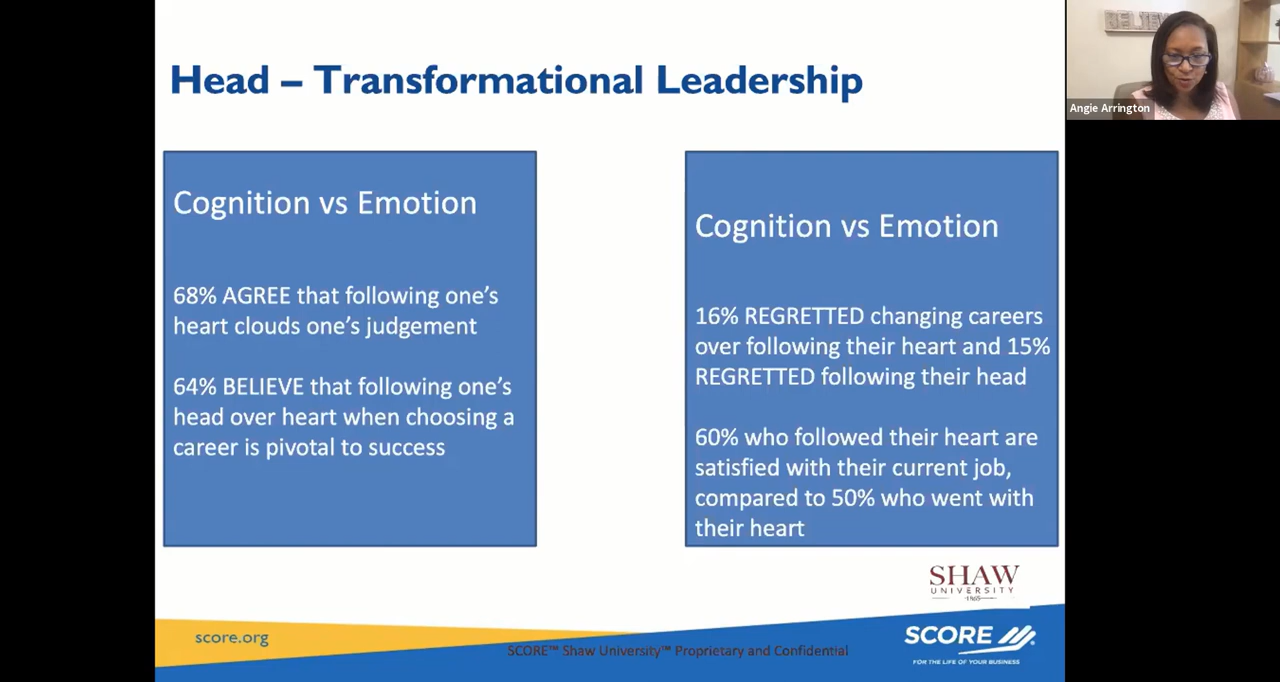 Head – Transformational Leadership
Cognition vs Emotion
68% AGREE that following one's
heart clouds one's judgement
64% BELIEVE that following one's
head over heart when choosing a
career is pivotal to success
Cognition vs Emotion
16% REGRETTED changing careers
over following their heart and 15%
REGRETTED following their head
60% who followed their heart are
satisfied with their current job,
compared to 50% who went with
their heart
SHAW
UNIVERSITY
1865
score.org
SCORE™ Shaw University™ Proprietary and Confidential
SCORE
FOR THE LIFE OF YOUR BUSINESS
Angie Arrington